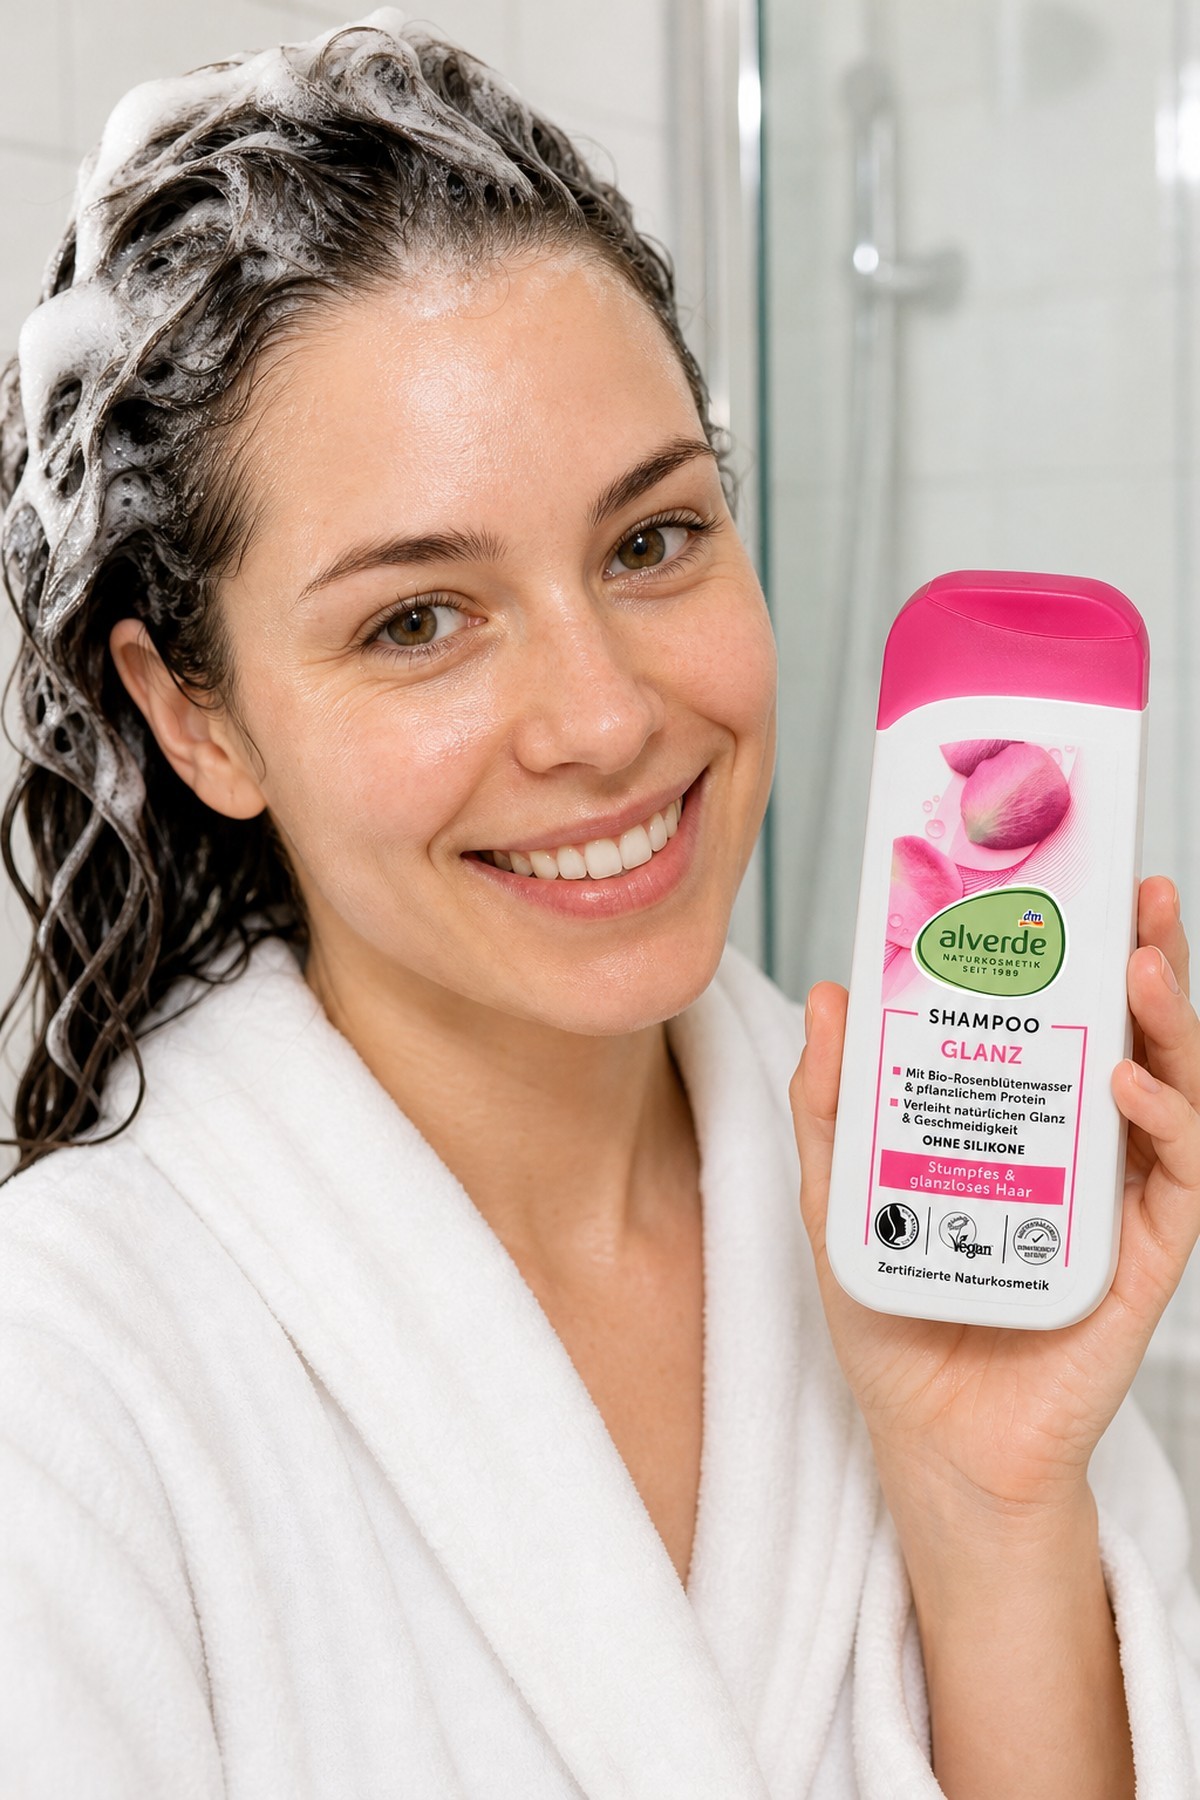 dm
alverde
NATURKOSMETIK
SEIT 1989
SHAMPOO
GLANZ
Mit Bio-Rosenblütenwasser
& pflanzlichem Protein
Verleiht natürlichen Glanz
& Geschmeidigkeit
OHNE SILIKONE
Stumpfes &
glanzloses Haar
Vegan
Zertifizierte Naturkosmetik